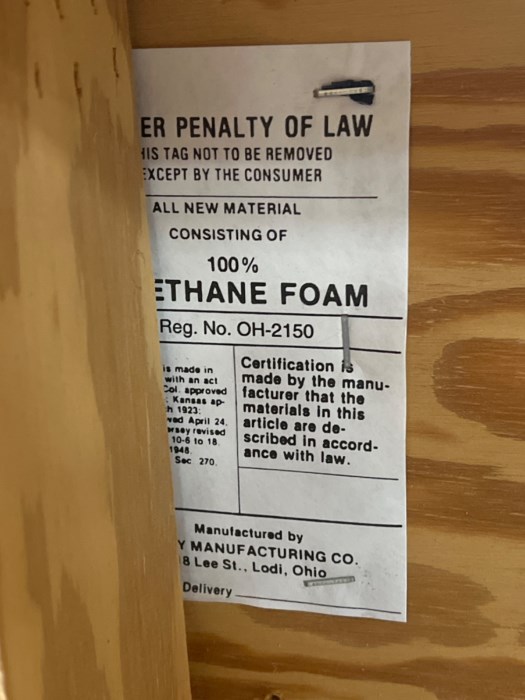 ER PENALTY OF LAW
HIS TAG NOT TO BE REMOVED
EXCEPT BY THE CONSUMER
ALL NEW MATERIAL
CONSISTING OF
100%
ETHANE FOAM
Reg. No. OH-2150
is made in
with an act
Col. approved
Kansas ap-
h 1923:
ved April 24,
ersey revised
10-6 to 18.
1948.
Sec 270.
Certification is
made by the manu-
facturer that the
materials in this
article are de-
scribed in accord-
ance with law.
Manufactured by
Y MANUFACTURING CO.
8 Lee St., Lodi, Ohio
Delivery